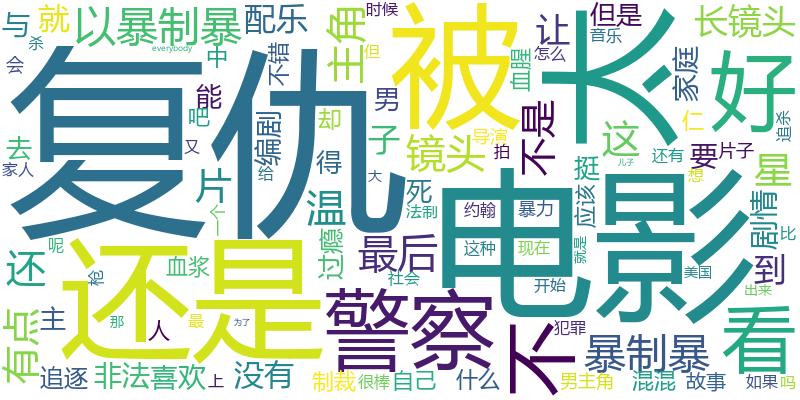 与
就
以暴制暴
中
everybody
配乐
时候
但是
音乐
长镜头
杀
会
不错
主角
但
被
让
怎么
太
好
血腥
家庭
追杀
复仇
能
吧
男
子
却
编剧
给
又
去
家人
片
个
一
得
温
大
死
镜头
导演
拍
不是
这
还有
仁
要
片子
星
想
儿子
挺
应该
法制
约翰
暴力
这种
现在
就是
电影
剧情
比
到
美国
出来
开始
过瘾
最后
社会
还
呢
枪
血浆
还是
有点
主
那
人
最
为了
警察
不
犯罪
暴制暴
看
追逐
非法
喜欢
上
没有
制裁
很棒
自己
什么
男主角
混混
故事
如果
吗